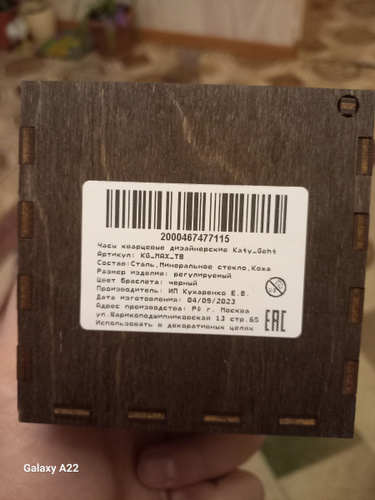 2000467477115
Часы кварцевые дизайнерские Katy_Geht
Артикул: KG_MAX_TB
Состав:Сталь,Минеральное стекло,Кожа
Размер изделия: регулируемый
Цвет браслета: черный
Производитель: ИП Кухаренко Е.В.
Дата изготовления: 04/09/2023
Адрес производства: РФ г. Москва
ул.Шарикоподшипниковская 13 стр.65
Использовать в декоративных целях
EAC
Galaxy A22